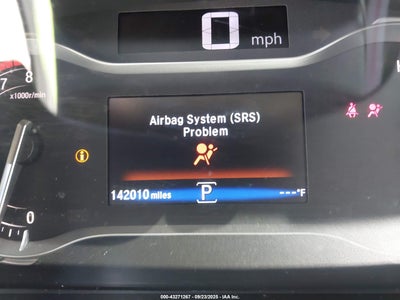 0 mph
7 8
x1000r/min
Airbag System (SRS)
Problem
142010 miles
P
---°F
0
H
000-43271267 - 09/23/2025 - IAA Inc.